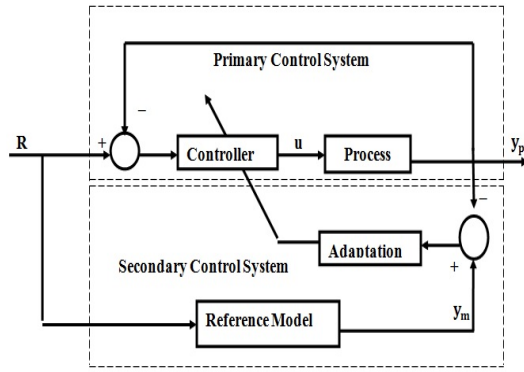 Primary Control System
−
R
+
Controller
u
Process
yp
−
Adaptation
+
Secondary Control System
Reference Model
ym